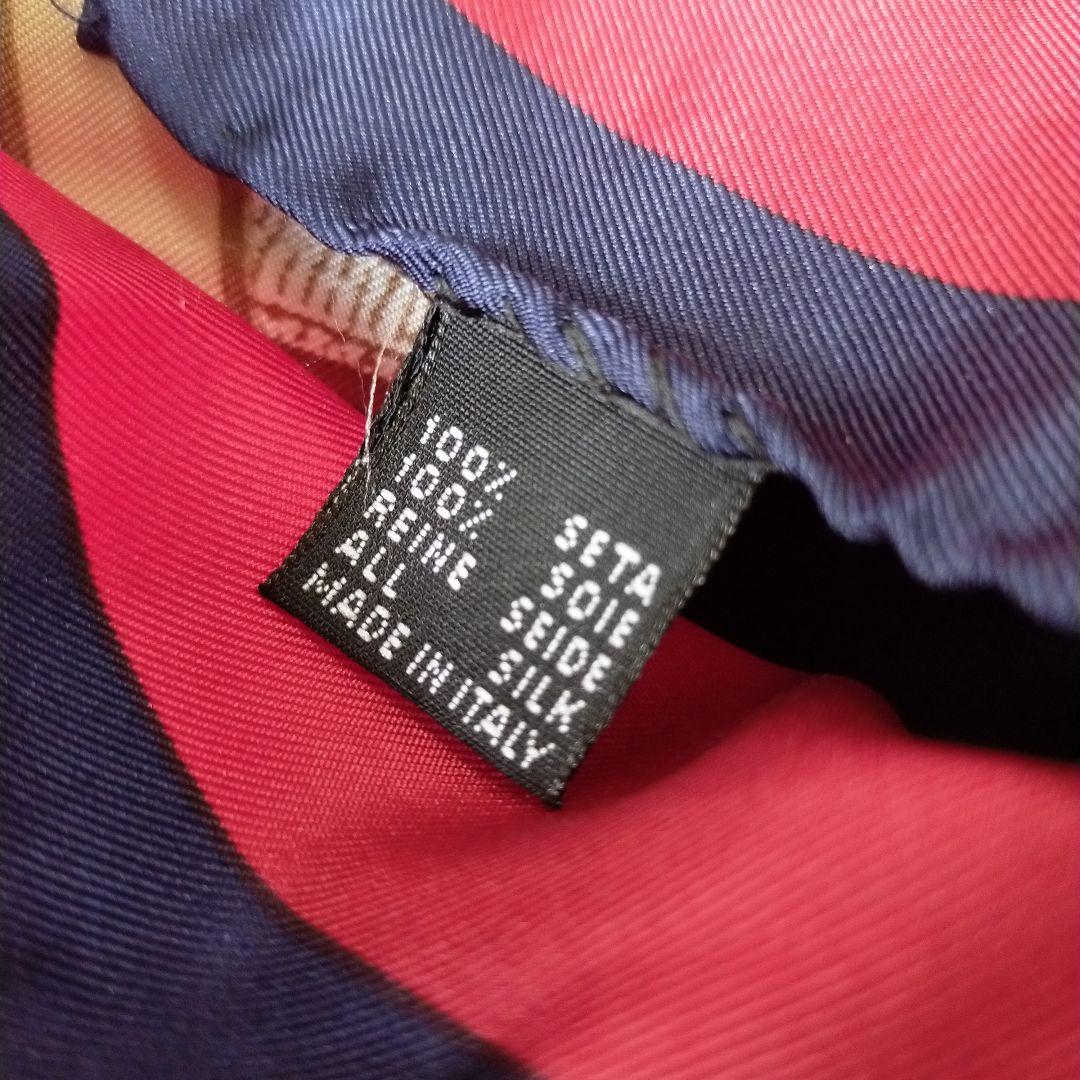 100% SETA
100% SOIE
REINE SEIDE
ALL SILK
MADE IN ITALY